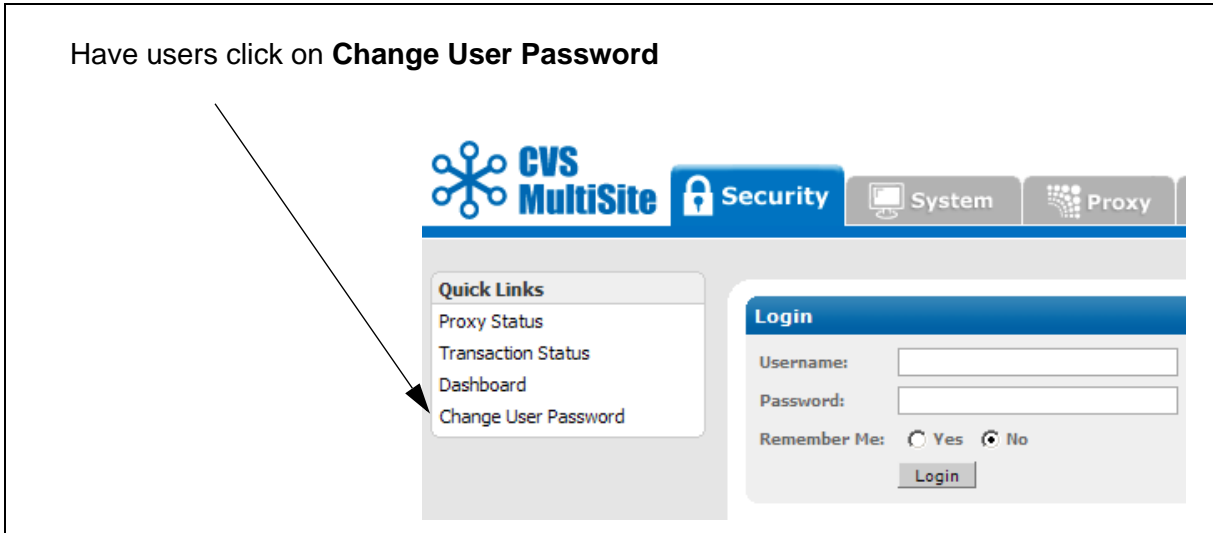 Have users click on Change User Password
CVS
MultiSite
Security
System
Proxy
Quick Links
Proxy Status
Transaction Status
Dashboard
Change User Password
Login
Username:
Password:
Remember Me: Yes No
Login